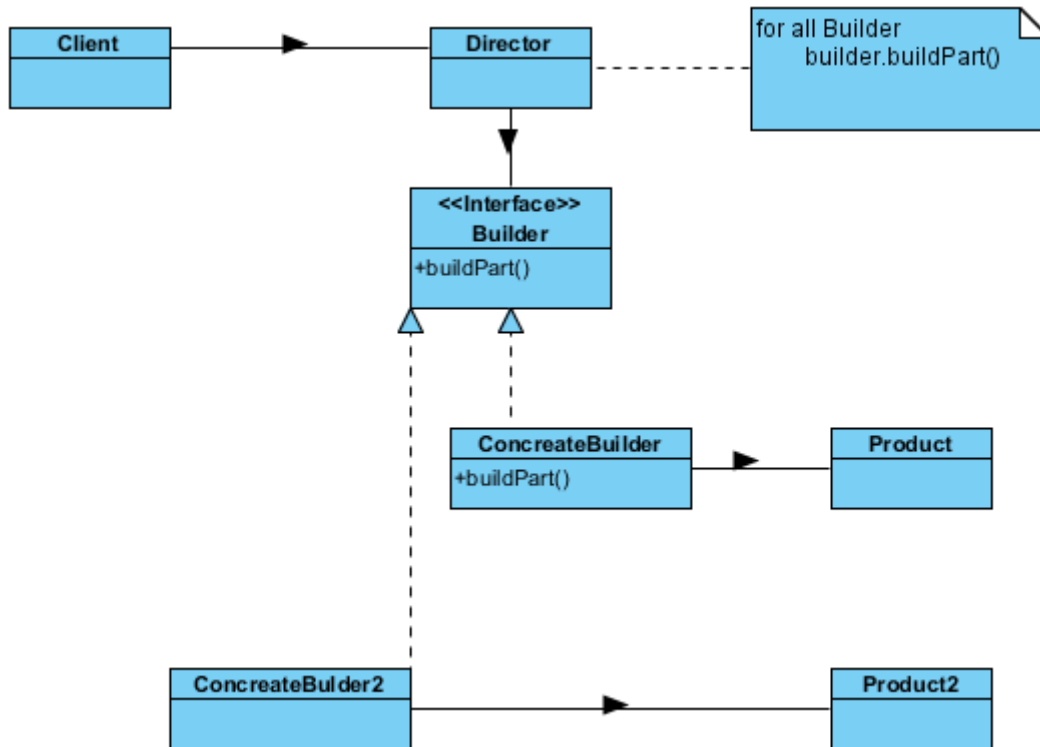 Client
Director
for all Builder
builder.buildPart()
<<Interface>>
Builder
+buildPart()
ConcreateBuilder
+buildPart()
Product
ConcreateBulder2
Product2